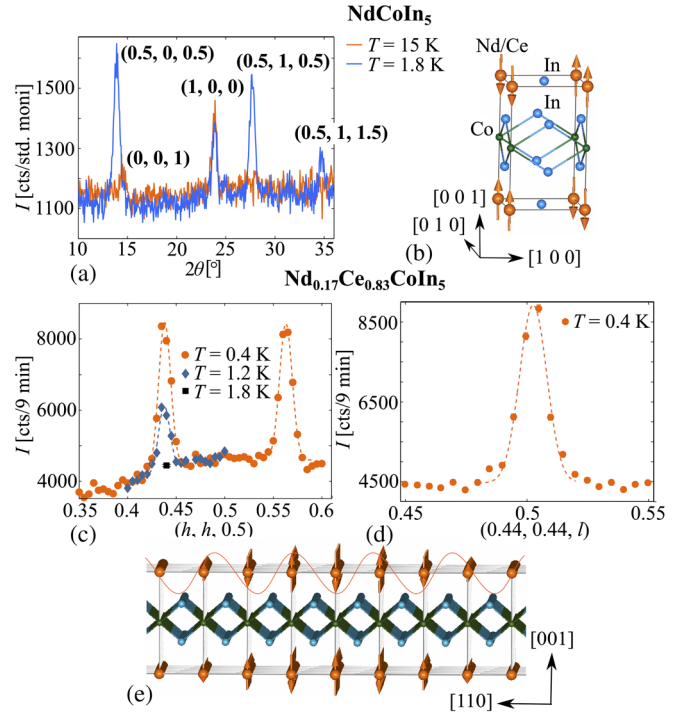 NdCoIn5
T = 15 K
T = 1.8 K
(0.5, 0, 0.5)
(1, 0, 0)
(0.5, 1, 0.5)
(0.5, 1, 1.5)
(0, 0, 1)
I [cts/std. moni]
1500
1300
1100
10
15
20
25
30
35
2θ[°]
(a)
Nd/Ce
In
In
Co
[0 0 1]
[0 1 0]
[1 0 0]
(b)
Nd0.17Ce0.83CoIn5
I [cts/9 min]
8000
6000
4000
T = 0.4 K
T = 1.2 K
T = 1.8 K
0.35
0.4
0.45
0.5
0.55
0.6
(h, h, 0.5)
(c)
I [cts/9 min]
8500
6500
4500
T = 0.4 K
0.45
0.5
0.55
(0.44, 0.44, l)
(d)
[001]
[110]
(e)